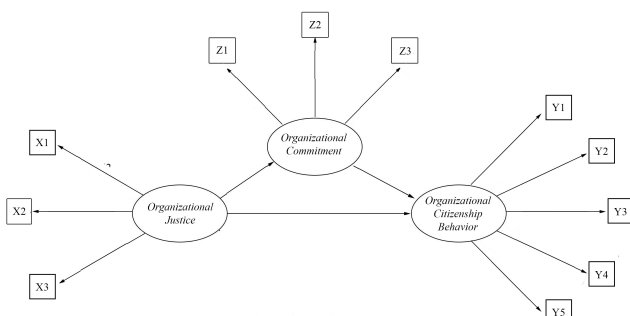 Z2
Z1
Z3
Y1
Organizational
Commitment
X1
Y2
Organizational
Justice
Organizational
Citizenship
Behavior
X2
Y3
Y4
X3
Y5